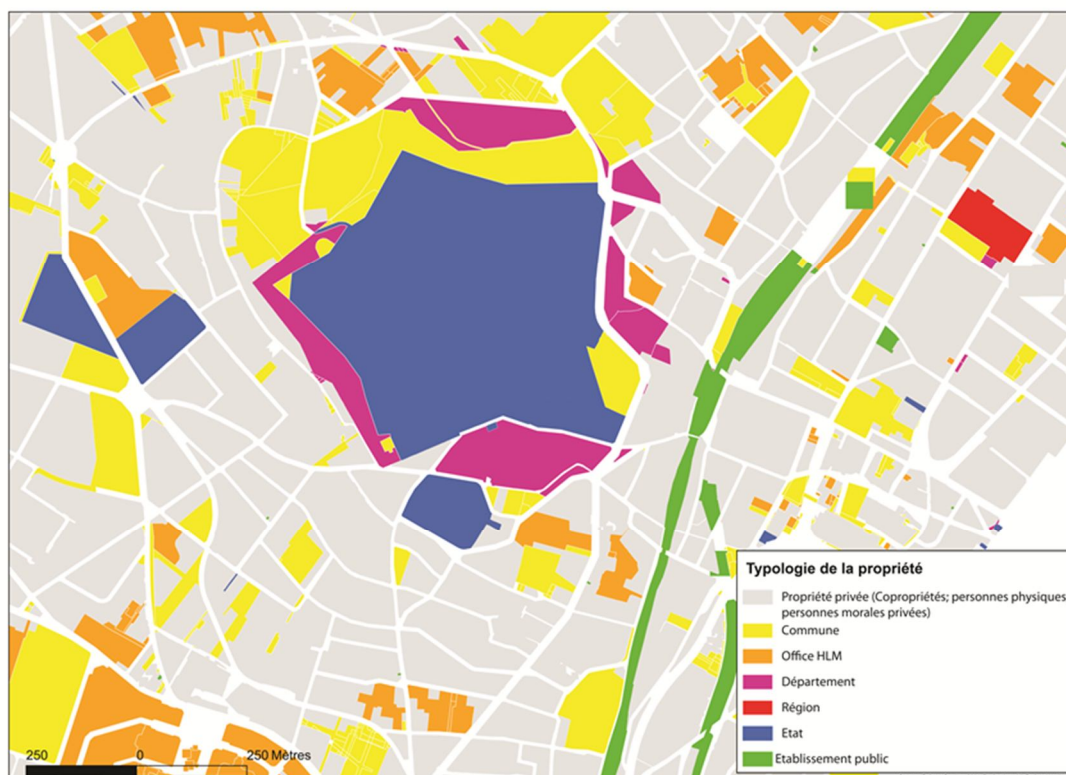 Typologie de la propriété
Propriété privée (Copropriétés; personnes physiques
personnes morales privées)
Commune
Office HLM
Département
Région
Etat
Etablissement public
250 0 250 Mètres